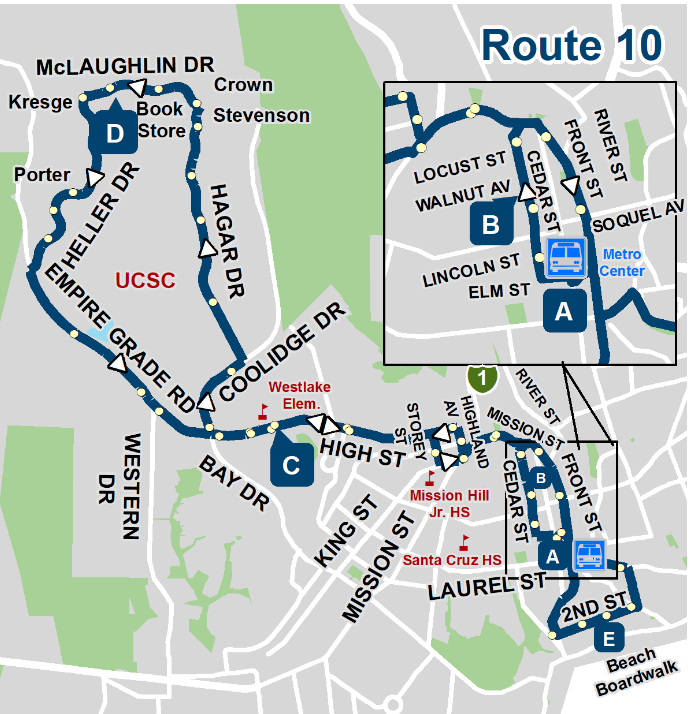 Route 10
McLAUGHLIN DR
Kresge
Book
Store
Crown
Stevenson
D
Porter
HELLER DR
HAGAR DR
UCSC
EMPIRE GRADE RD
COOLIDGE DR
WESTERN
DR
BAY DR
Westlake
Elem.
C
HIGH ST
STOREY
ST
HIGHLAND
AV
1
MISSION ST
RIVER ST
KING ST
MISSION ST
Mission Hill
Jr. HS
Santa Cruz HS
CEDAR ST
FRONT ST
B
A
LAUREL ST
2ND ST
E
Beach
Boardwalk
LOCUST ST
WALNUT AV
CEDAR ST
FRONT ST
RIVER ST
SOQUEL AV
B
LINCOLN ST
ELM ST
Metro
Center
A